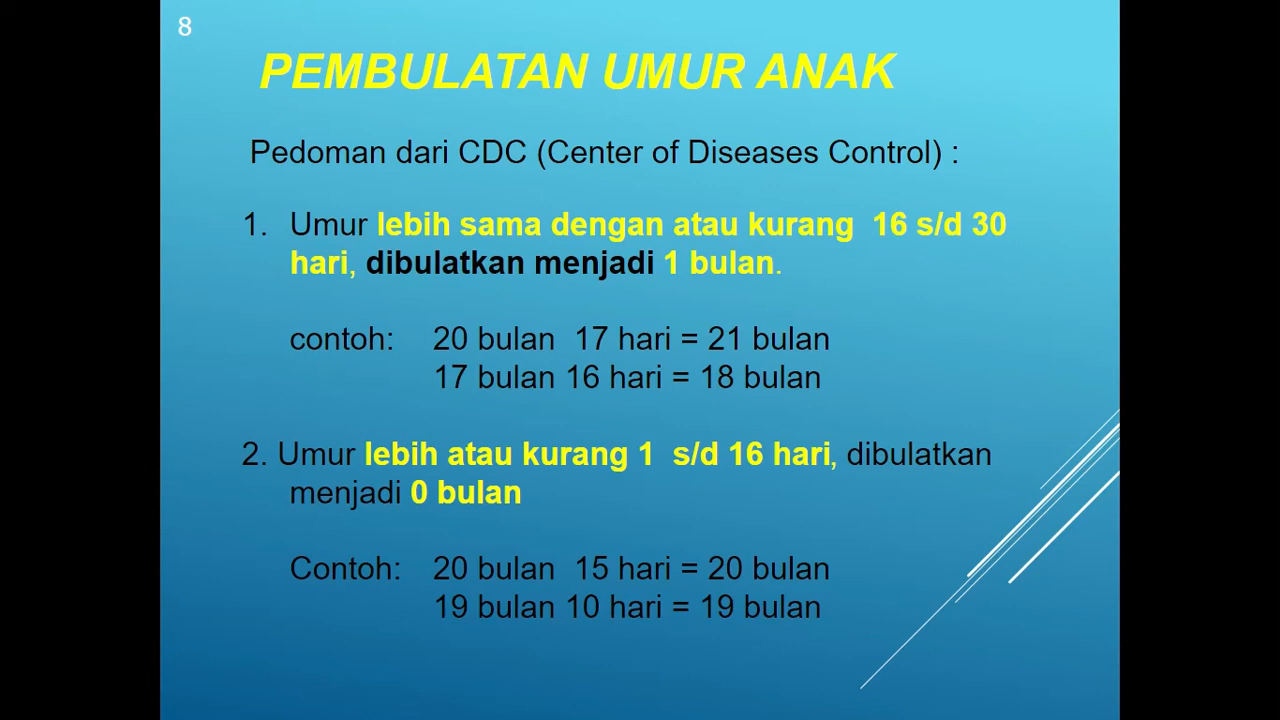 8
PEMBULATAN UMUR ANAK
Pedoman dari CDC (Center of Diseases Control) :
1. Umur lebih sama dengan atau kurang 16 s/d 30
hari, dibulatkan menjadi 1 bulan.
contoh: 20 bulan 17 hari = 21 bulan
17 bulan 16 hari = 18 bulan
2. Umur lebih atau kurang 1 s/d 16 hari, dibulatkan
menjadi 0 bulan
Contoh: 20 bulan 15 hari = 20 bulan
19 bulan 10 hari = 19 bulan